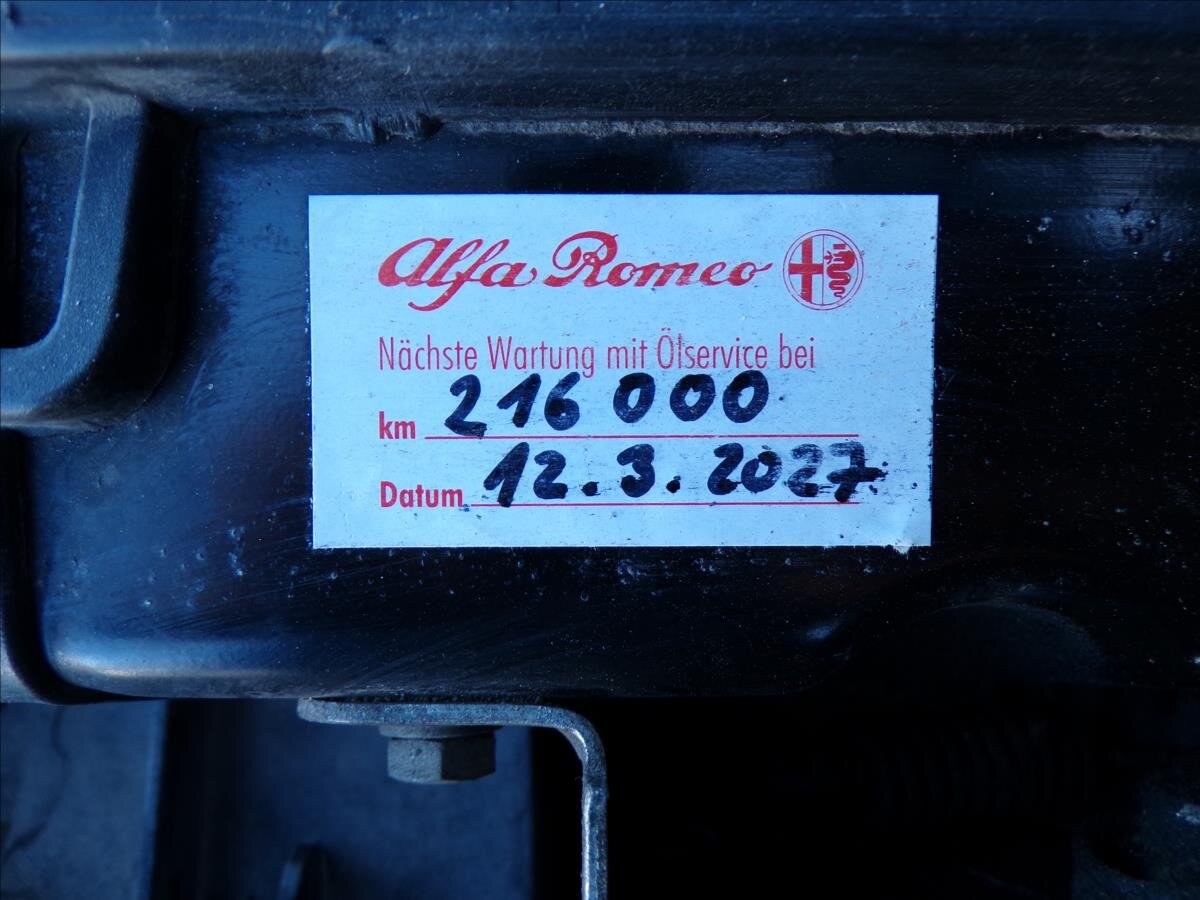 Alfa Romeo
Nächste Wartung mit Ölservice bei
km 216 000
Datum 12.3.2027